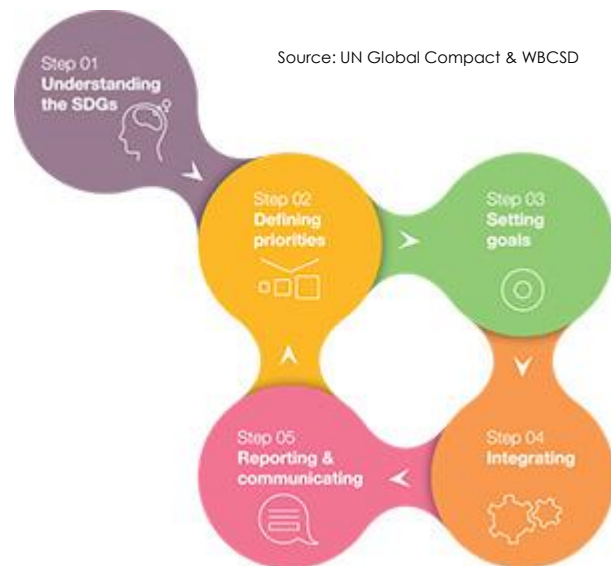 Source: UN Global Compact & WBCSD
Step 01
Understanding
the SDGs
Step 02
Defining
priorities
Step 03
Setting
goals
Step 04
Integrating
Step 05
Reporting &
communicating